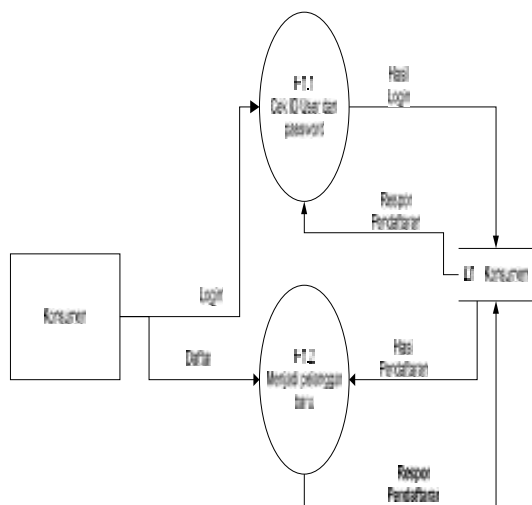 Cek ID User dan
password
Hasil
Login
Respon
Pendaftaran
Konsumen
Konsumen
Login
Daftar
Menjadi pelanggan
baru
Hasil
Pendaftaran
Respon
Pendaftaran